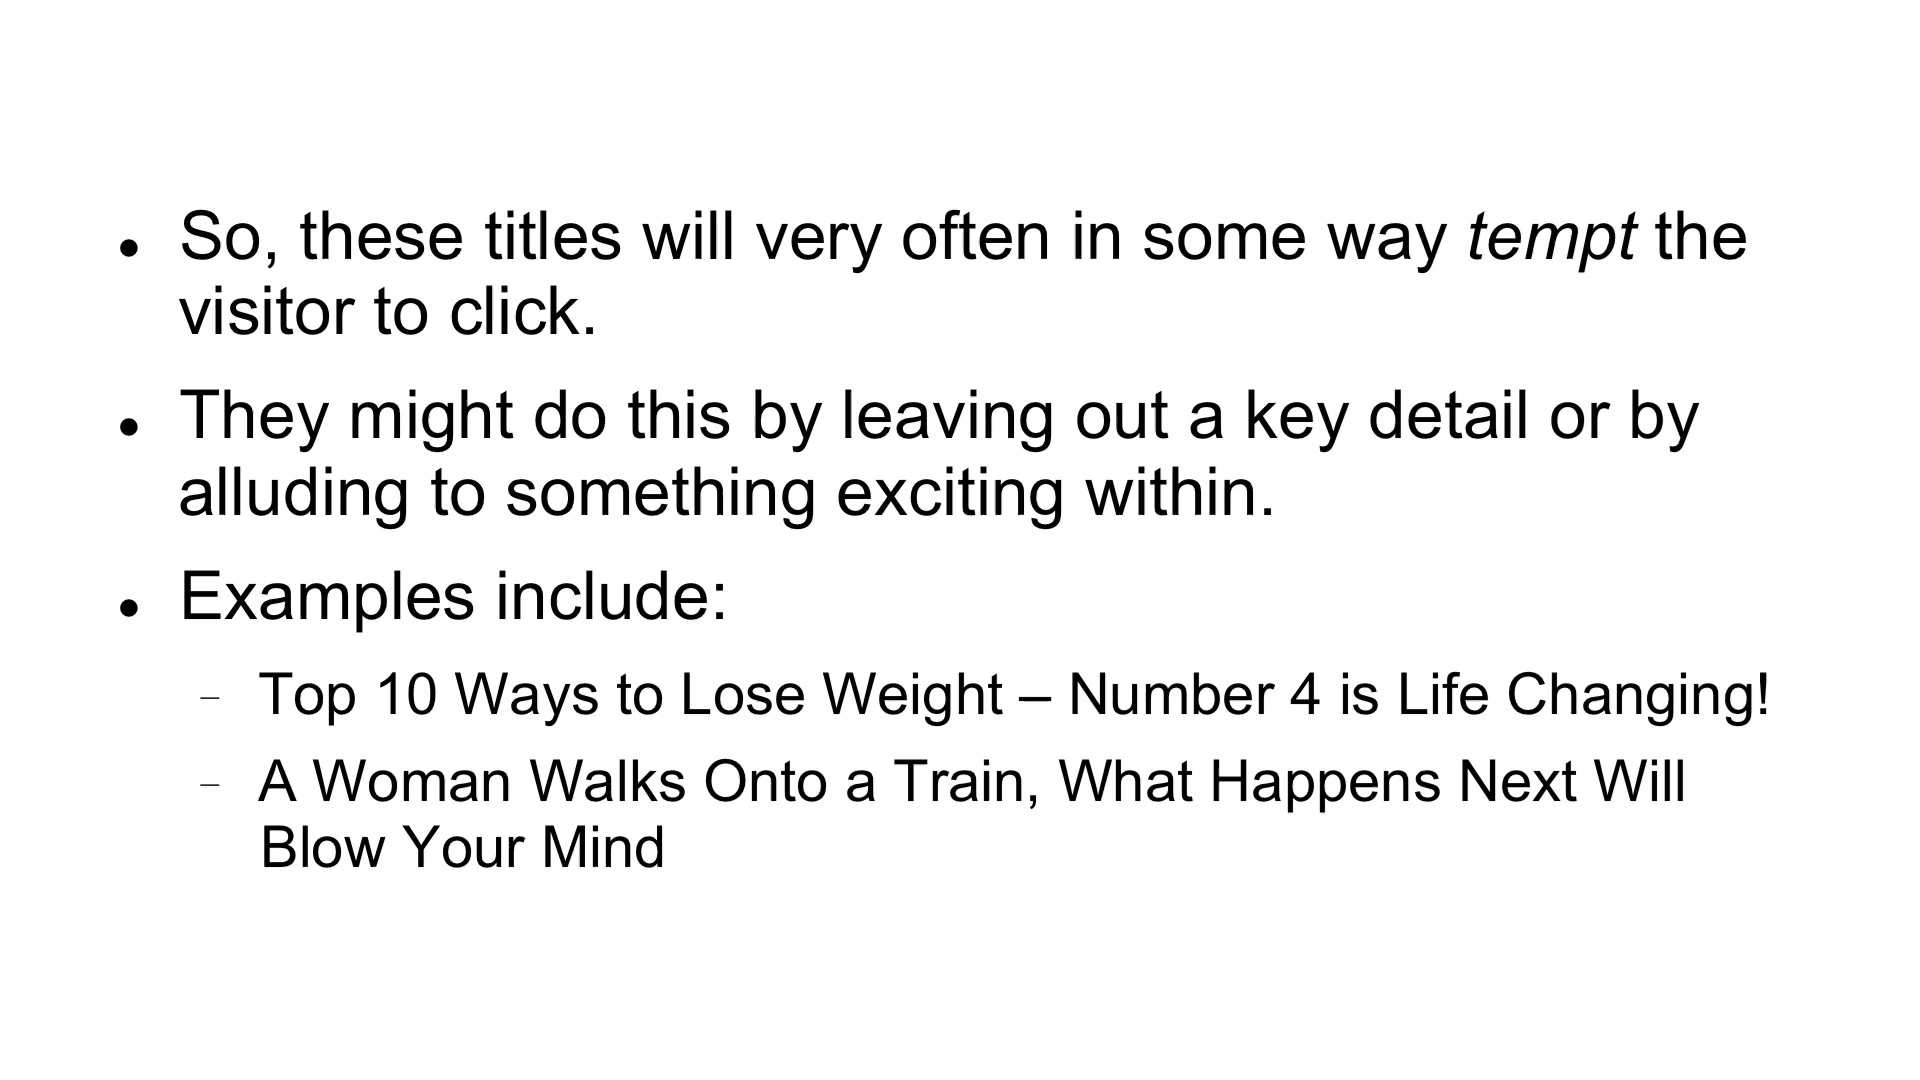 ● So, these titles will very often in some way tempt the
visitor to click.
● They might do this by leaving out a key detail or by
alluding to something exciting within.
● Examples include:
– Top 10 Ways to Lose Weight – Number 4 is Life Changing!
– A Woman Walks Onto a Train, What Happens Next Will
Blow Your Mind